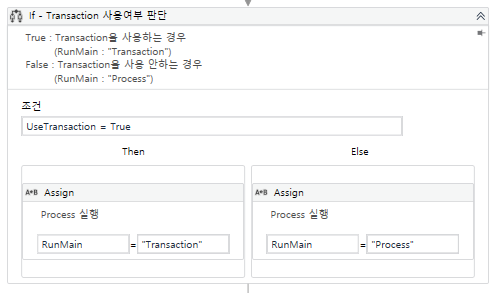 If - Transaction 사용여부 판단
True : Transaction을 사용하는 경우
(RunMain : "Transaction")
False : Transaction을 사용 안하는 경우
(RunMain : "Process")
조건
UseTransaction = True
Then Else
A*B Assign A*B Assign
Process 실행 Process 실행
RunMain = "Transaction" RunMain = "Process"